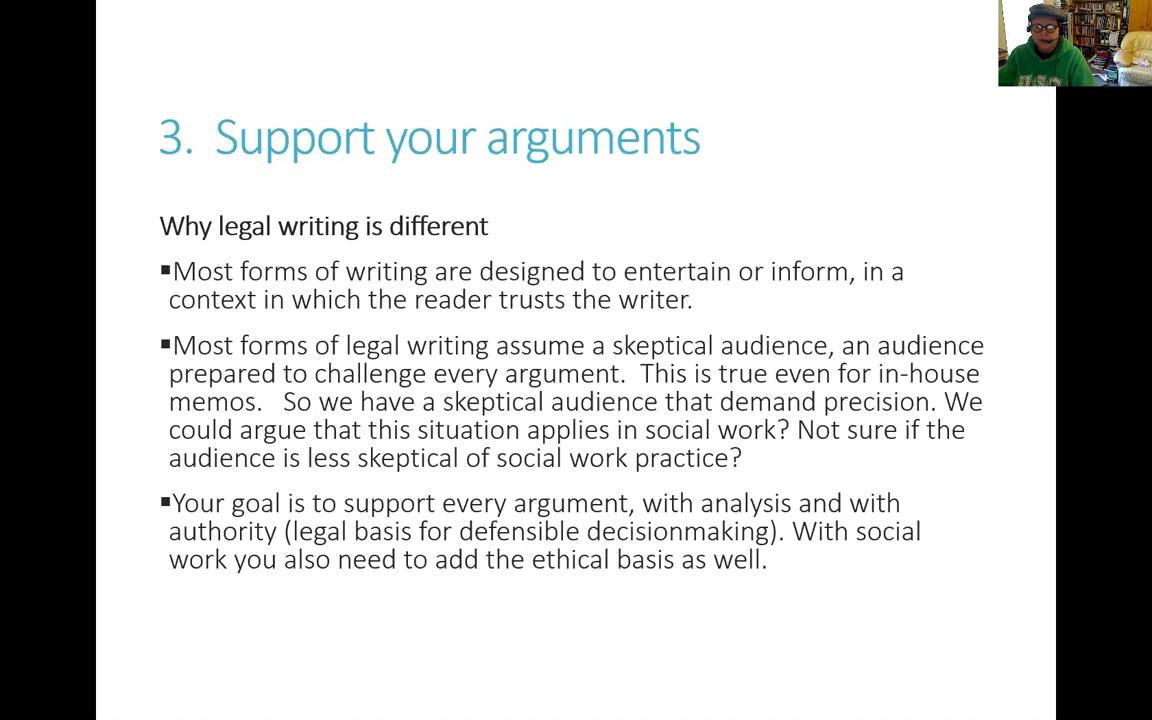 3. Support your arguments
Why legal writing is different
▪Most forms of writing are designed to entertain or inform, in a
context in which the reader trusts the writer.
▪Most forms of legal writing assume a skeptical audience, an audience
prepared to challenge every argument. This is true even for in-house
memos. So we have a skeptical audience that demand precision. We
could argue that this situation applies in social work? Not sure if the
audience is less skeptical of social work practice?
▪Your goal is to support every argument, with analysis and with
authority (legal basis for defensible decisionmaking). With social
work you also need to add the ethical basis as well.